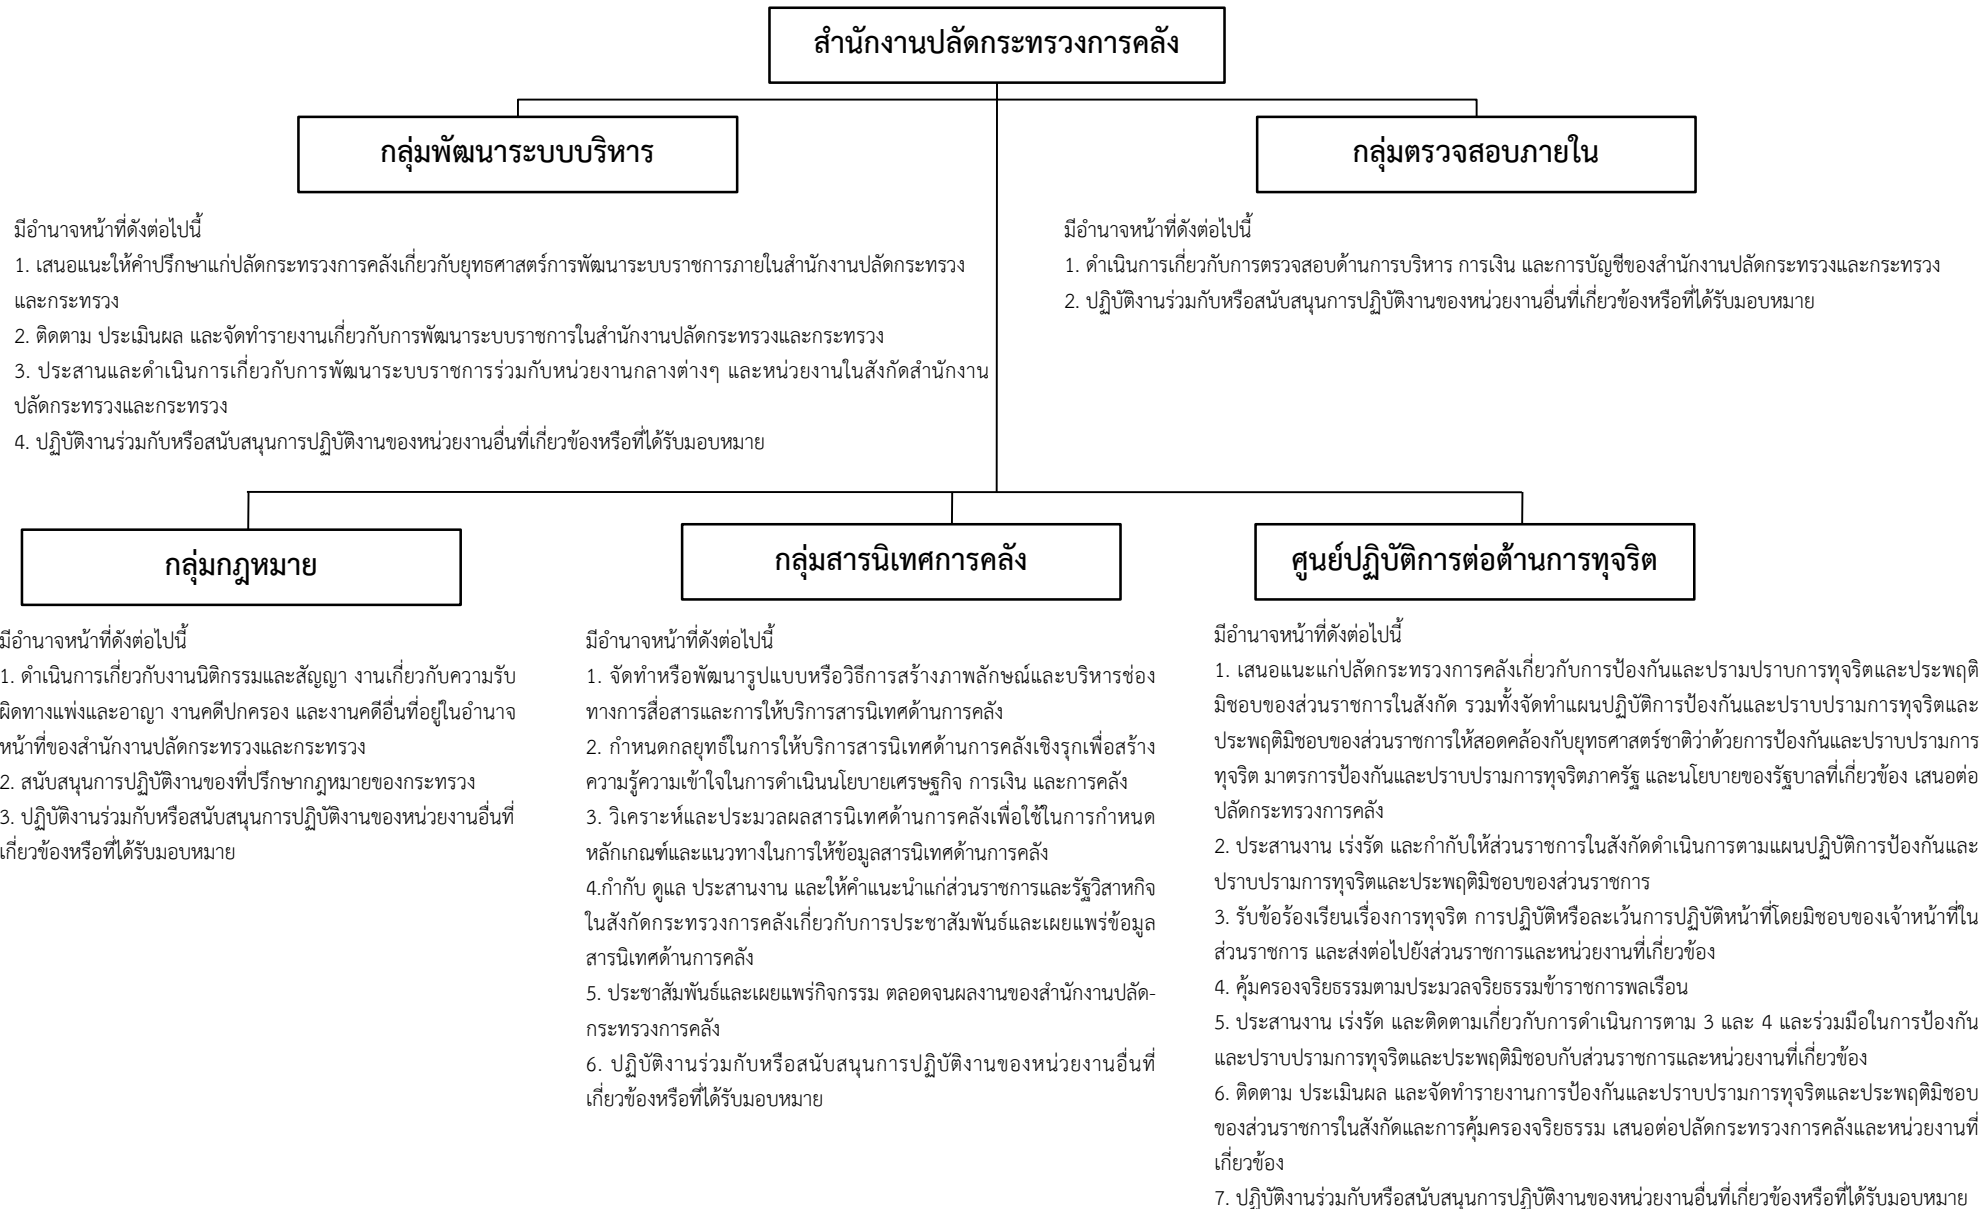 สำนักงานปลัดกระทรวงการคลัง
กลุ่มพัฒนาระบบบริหาร
กลุ่มตรวจสอบภายใน
มีอำนาจหน้าที่ดังต่อไปนี้
1. เสนอแนะให้คำปรึกษาแก่ปลัดกระทรวงการคลังเกี่ยวกับยุทธศาสตร์การพัฒนาระบบราชการภายในสำนักงานปลัดกระทรวง
และกระทรวง
2. ติดตาม ประเมินผล และจัดทำรายงานเกี่ยวกับการพัฒนาระบบราชการในสำนักงานปลัดกระทรวงและกระทรวง
3. ประสานและดำเนินการเกี่ยวกับการพัฒนาระบบราชการร่วมกับหน่วยงานกลางต่างๆ และหน่วยงานในสังกัดสำนักงาน
ปลัดกระทรวงและกระทรวง
4. ปฏิบัติงานร่วมกับหรือสนับสนุนการปฏิบัติงานของหน่วยงานอื่นที่เกี่ยวข้องหรือที่ได้รับมอบหมาย
มีอำนาจหน้าที่ดังต่อไปนี้
1. ดำเนินการเกี่ยวกับการตรวจสอบด้านการบริหาร การเงิน และการบัญชีของสำนักงานปลัดกระทรวงและกระทรวง
2. ปฏิบัติงานร่วมกับหรือสนับสนุนการปฏิบัติงานของหน่วยงานอื่นที่เกี่ยวข้องหรือที่ได้รับมอบหมาย
กลุ่มกฎหมาย
กลุ่มสารนิเทศการคลัง
ศูนย์ปฏิบัติการต่อต้านการทุจริต
มีอำนาจหน้าที่ดังต่อไปนี้
1. ดำเนินการเกี่ยวกับงานนิติกรรมและสัญญา งานเกี่ยวกับความรับ
ผิดทางแพ่งและอาญา งานคดีปกครอง และงานคดีอื่นที่อยู่ในอำนาจ
หน้าที่ของสำนักงานปลัดกระทรวงและกระทรวง
2. สนับสนุนการปฏิบัติงานของที่ปรึกษากฎหมายของกระทรวง
3. ปฏิบัติงานร่วมกับหรือสนับสนุนการปฏิบัติงานของหน่วยงานอื่นที่
เกี่ยวข้องหรือที่ได้รับมอบหมาย
มีอำนาจหน้าที่ดังต่อไปนี้
1. จัดทำหรือพัฒนารูปแบบหรือวิธีการสร้างภาพลักษณ์และบริหารช่อง
ทางการสื่อสารและการให้บริการสารนิเทศด้านการคลัง
2. กำหนดกลยุทธ์ในการให้บริการสารนิเทศด้านการคลังเชิงรุกเพื่อสร้าง
ความรู้ความเข้าใจในการดำเนินนโยบายเศรษฐกิจ การเงิน และการคลัง
3. วิเคราะห์และประมวลผลสารนิเทศด้านการคลังเพื่อใช้ในการกำหนด
หลักเกณฑ์และแนวทางในการให้ข้อมูลสารนิเทศด้านการคลัง
4.กำกับ ดูแล ประสานงาน และให้คำแนะนำแก่ส่วนราชการและรัฐวิสาหกิจ
ในสังกัดกระทรวงการคลังเกี่ยวกับการประชาสัมพันธ์และเผยแพร่ข้อมูล
สารนิเทศด้านการคลัง
5. ประชาสัมพันธ์และเผยแพร่กิจกรรม ตลอดจนผลงานของสำนักงานปลัด-
กระทรวงการคลัง
6. ปฏิบัติงานร่วมกับหรือสนับสนุนการปฏิบัติงานของหน่วยงานอื่นที่
เกี่ยวข้องหรือที่ได้รับมอบหมาย
มีอำนาจหน้าที่ดังต่อไปนี้
1. เสนอแนะแก่ปลัดกระทรวงการคลังเกี่ยวกับการป้องกันและปรามปราบการทุจริตและประพฤติ
มิชอบของส่วนราชการในสังกัด รวมทั้งจัดทำแผนปฏิบัติการป้องกันและปราบปรามการทุจริตและ
ประพฤติมิชอบของส่วนราชการให้สอดคล้องกับยุทธศาสตร์ชาติว่าด้วยการป้องกันและปราบปรามการ
ทุจริต มาตรการป้องกันและปราบปรามการทุจริตภาครัฐ และนโยบายของรัฐบาลที่เกี่ยวข้อง เสนอต่อ
ปลัดกระทรวงการคลัง
2. ประสานงาน เร่งรัด และกำกับให้ส่วนราชการในสังกัดดำเนินการตามแผนปฏิบัติการป้องกันและ
ปราบปรามการทุจริตและประพฤติมิชอบของส่วนราชการ
3. รับข้อร้องเรียนเรื่องการทุจริต การปฏิบัติหรือละเว้นการปฏิบัติหน้าที่โดยมิชอบของเจ้าหน้าที่ใน
ส่วนราชการ และส่งต่อไปยังส่วนราชการและหน่วยงานที่เกี่ยวข้อง
4. คุ้มครองจริยธรรมตามประมวลจริยธรรมข้าราชการพลเรือน
5. ประสานงาน เร่งรัด และติดตามเกี่ยวกับการดำเนินการตาม 3 และ 4 และร่วมมือในการป้องกัน
และปราบปรามการทุจริตและประพฤติมิชอบกับส่วนราชการและหน่วยงานที่เกี่ยวข้อง
6. ติดตาม ประเมินผล และจัดทำรายงานการป้องกันและปราบปรามการทุจริตและประพฤติมิชอบ
ของส่วนราชการในสังกัดและการคุ้มครองจริยธรรม เสนอต่อปลัดกระทรวงการคลังและหน่วยงานที่
เกี่ยวข้อง
7. ปฏิบัติงานร่วมกับหรือสนับสนุนการปฏิบัติงานของหน่วยงานอื่นที่เกี่ยวข้องหรือที่ได้รับมอบหมาย